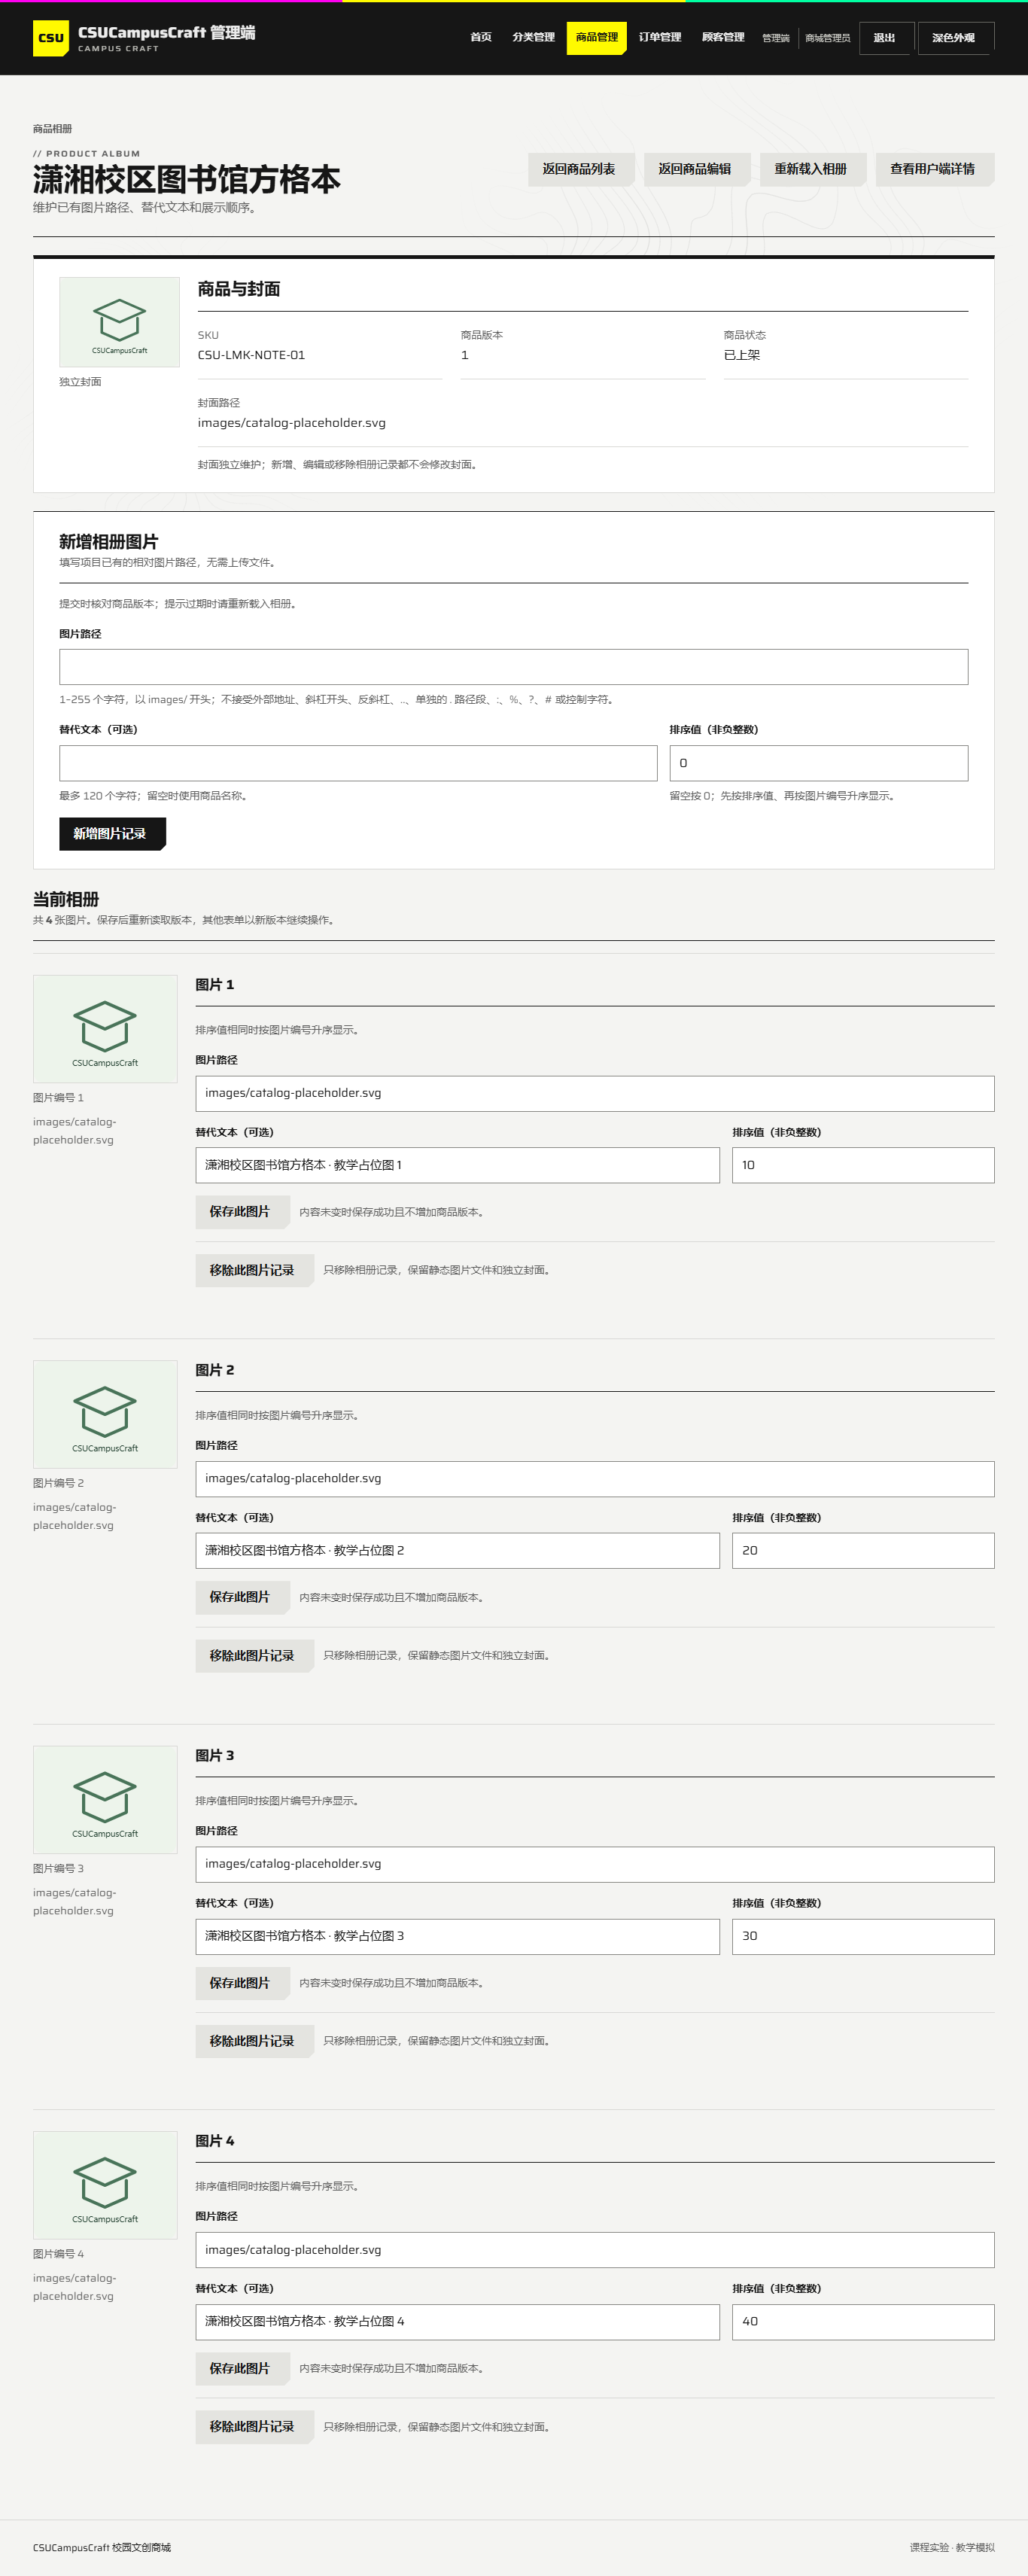 CSU
CSUCampusCraft 管理端
CAMPUS CRAFT
首页
分类管理
商品管理
订单管理
顾客管理
管理端
商城管理员
退出
深色外观
商品相册
// PRODUCT ALBUM
潇湘校区图书馆方格本
维护已有图片路径、替代文本和展示顺序。
返回商品列表
返回商品编辑
重新载入相册
查看用户端详情
CSUCampusCraft
独立封面
商品与封面
SKU
CSU-LMK-NOTE-01
商品版本
1
商品状态
已上架
封面路径
images/catalog-placeholder.svg
封面独立维护；新增、编辑或移除相册记录都不会修改封面。
新增相册图片
填写项目已有的相对图片路径，无需上传文件。
提交时核对商品版本；提示过期时请重新载入相册。
图片路径
1-255 个字符，以 images/ 开头；不接受外部地址、斜杠开头、反斜杠、..、单独的 . 路径段、:、%、?、# 或控制字符。
替代文本（可选）
排序值（非负整数）
0
最多 120 个字符；留空时使用商品名称。
留空按 0；先按排序值、再按图片编号升序显示。
新增图片记录
当前相册
共 4 张图片。保存后重新读取版本，其他表单以新版本继续操作。
CSUCampusCraft
图片编号 1
images/catalog-
placeholder.svg
图片 1
排序值相同时按图片编号升序显示。
图片路径
images/catalog-placeholder.svg
替代文本（可选）
排序值（非负整数）
潇湘校区图书馆方格本 · 教学占位图 1
10
保存此图片
内容未变时保存成功且不增加商品版本。
移除此图片记录
只移除相册记录，保留静态图片文件和独立封面。
CSUCampusCraft
图片编号 2
images/catalog-
placeholder.svg
图片 2
排序值相同时按图片编号升序显示。
图片路径
images/catalog-placeholder.svg
替代文本（可选）
排序值（非负整数）
潇湘校区图书馆方格本 · 教学占位图 2
20
保存此图片
内容未变时保存成功且不增加商品版本。
移除此图片记录
只移除相册记录，保留静态图片文件和独立封面。
CSUCampusCraft
图片编号 3
images/catalog-
placeholder.svg
图片 3
排序值相同时按图片编号升序显示。
图片路径
images/catalog-placeholder.svg
替代文本（可选）
排序值（非负整数）
潇湘校区图书馆方格本 · 教学占位图 3
30
保存此图片
内容未变时保存成功且不增加商品版本。
移除此图片记录
只移除相册记录，保留静态图片文件和独立封面。
CSUCampusCraft
图片编号 4
images/catalog-
placeholder.svg
图片 4
排序值相同时按图片编号升序显示。
图片路径
images/catalog-placeholder.svg
替代文本（可选）
排序值（非负整数）
潇湘校区图书馆方格本 · 教学占位图 4
40
保存此图片
内容未变时保存成功且不增加商品版本。
移除此图片记录
只移除相册记录，保留静态图片文件和独立封面。
CSUCampusCraft 校园文创商城
课程实验 · 教学模拟